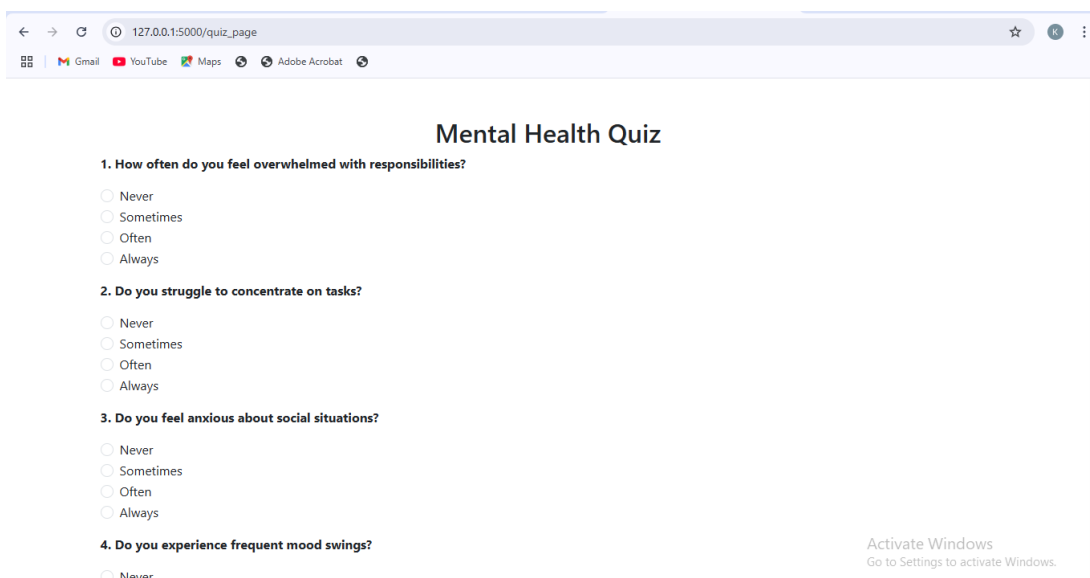 127.0.0.1:5000/quiz_page
K
Gmail YouTube Maps Adobe Acrobat
Mental Health Quiz
1. How often do you feel overwhelmed with responsibilities?
Never
Sometimes
Often
Always
2. Do you struggle to concentrate on tasks?
Never
Sometimes
Often
Always
3. Do you feel anxious about social situations?
Never
Sometimes
Often
Always
4. Do you experience frequent mood swings?
Never
Activate Windows
Go to Settings to activate Windows.